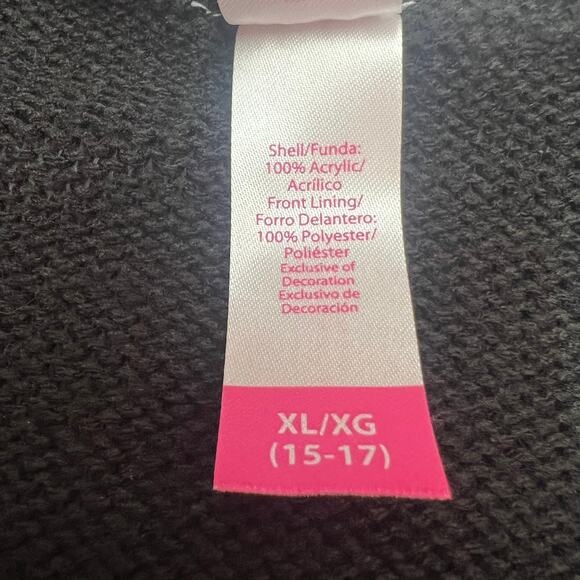 Shell/Funda:
100% Acrylic/
Acrílico
Front Lining/
Forro Delantero:
100% Polyester/
Poliéster
Exclusive of
Decoration
Exclusivo de
Decoración
XL/XG
(15-17)